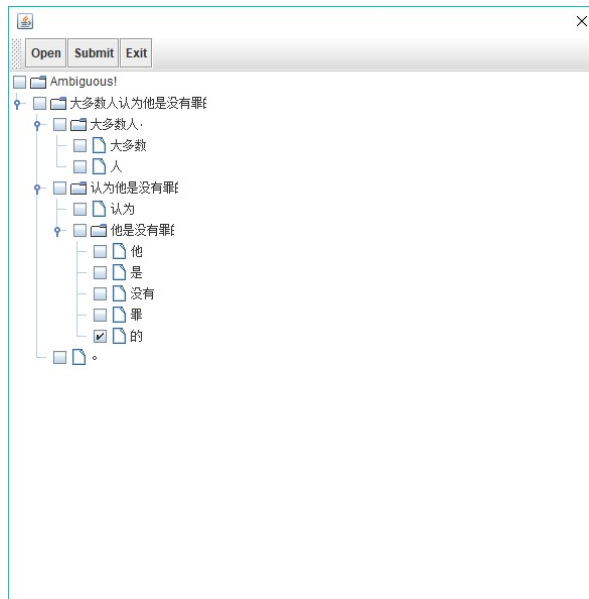 Open Submit Exit
Ambiguous!
大多数人认为他是没有罪
大多数人
大多数
人
认为他是没有罪
认为
他是没有罪
他
是
没有
罪
的
。